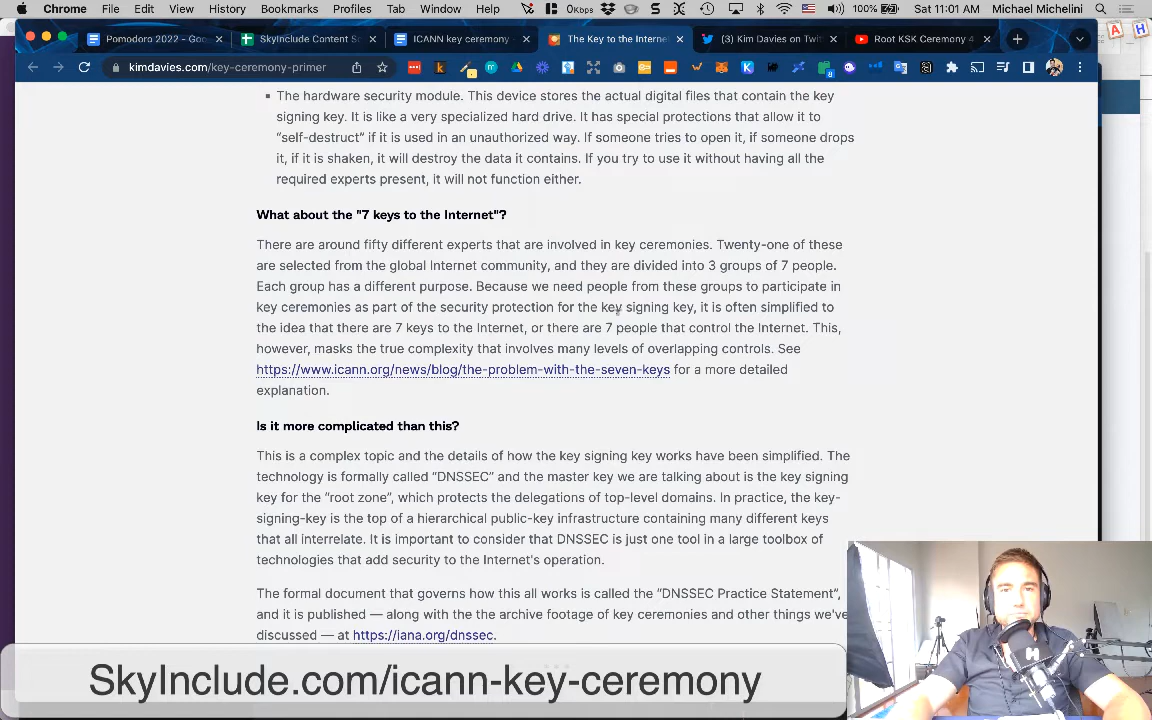 Chrome File Edit View History Bookmarks Profiles Tab Window Help 0Kbps 100% Sat 11:01 AM Michael Michelini
Pomodoro 2022 - Goo SkyInclude Content Sc ICANN key ceremony - The Key to the Internet (3) Kim Davies on Twit Root KSK Ceremony 4
kimdavies.com/key-ceremony-primer
The hardware security module. This device stores the actual digital files that contain the key
signing key. It is like a very specialized hard drive. It has special protections that allow it to
“self-destruct” if it is used in an unauthorized way. If someone tries to open it, if someone drops
it, if it is shaken, it will destroy the data it contains. If you try to use it without having all the
required experts present, it will not function either.
What about the "7 keys to the Internet"?
There are around fifty different experts that are involved in key ceremonies. Twenty-one of these
are selected from the global Internet community, and they are divided into 3 groups of 7 people.
Each group has a different purpose. Because we need people from these groups to participate in
key ceremonies as part of the security protection for the key signing key, it is often simplified to
the idea that there are 7 keys to the Internet, or there are 7 people that control the Internet. This,
however, masks the true complexity that involves many levels of overlapping controls. See
https://www.icann.org/news/blog/the-problem-with-the-seven-keys for a more detailed
explanation.
Is it more complicated than this?
This is a complex topic and the details of how the key signing key works have been simplified. The
technology is formally called “DNSSEC” and the master key we are talking about is the key signing
key for the “root zone”, which protects the delegations of top-level domains. In practice, the key-
signing-key is the top of a hierarchical public-key infrastructure containing many different keys
that all interrelate. It is important to consider that DNSSEC is just one tool in a large toolbox of
technologies that add security to the Internet's operation.
The formal document that governs how this all works is called the “DNSSEC Practice Statement”,
and it is published — along with the the archive footage of key ceremonies and other things we've
discussed — at https://iana.org/dnssec.
SkyInclude.com/icann-key-ceremony